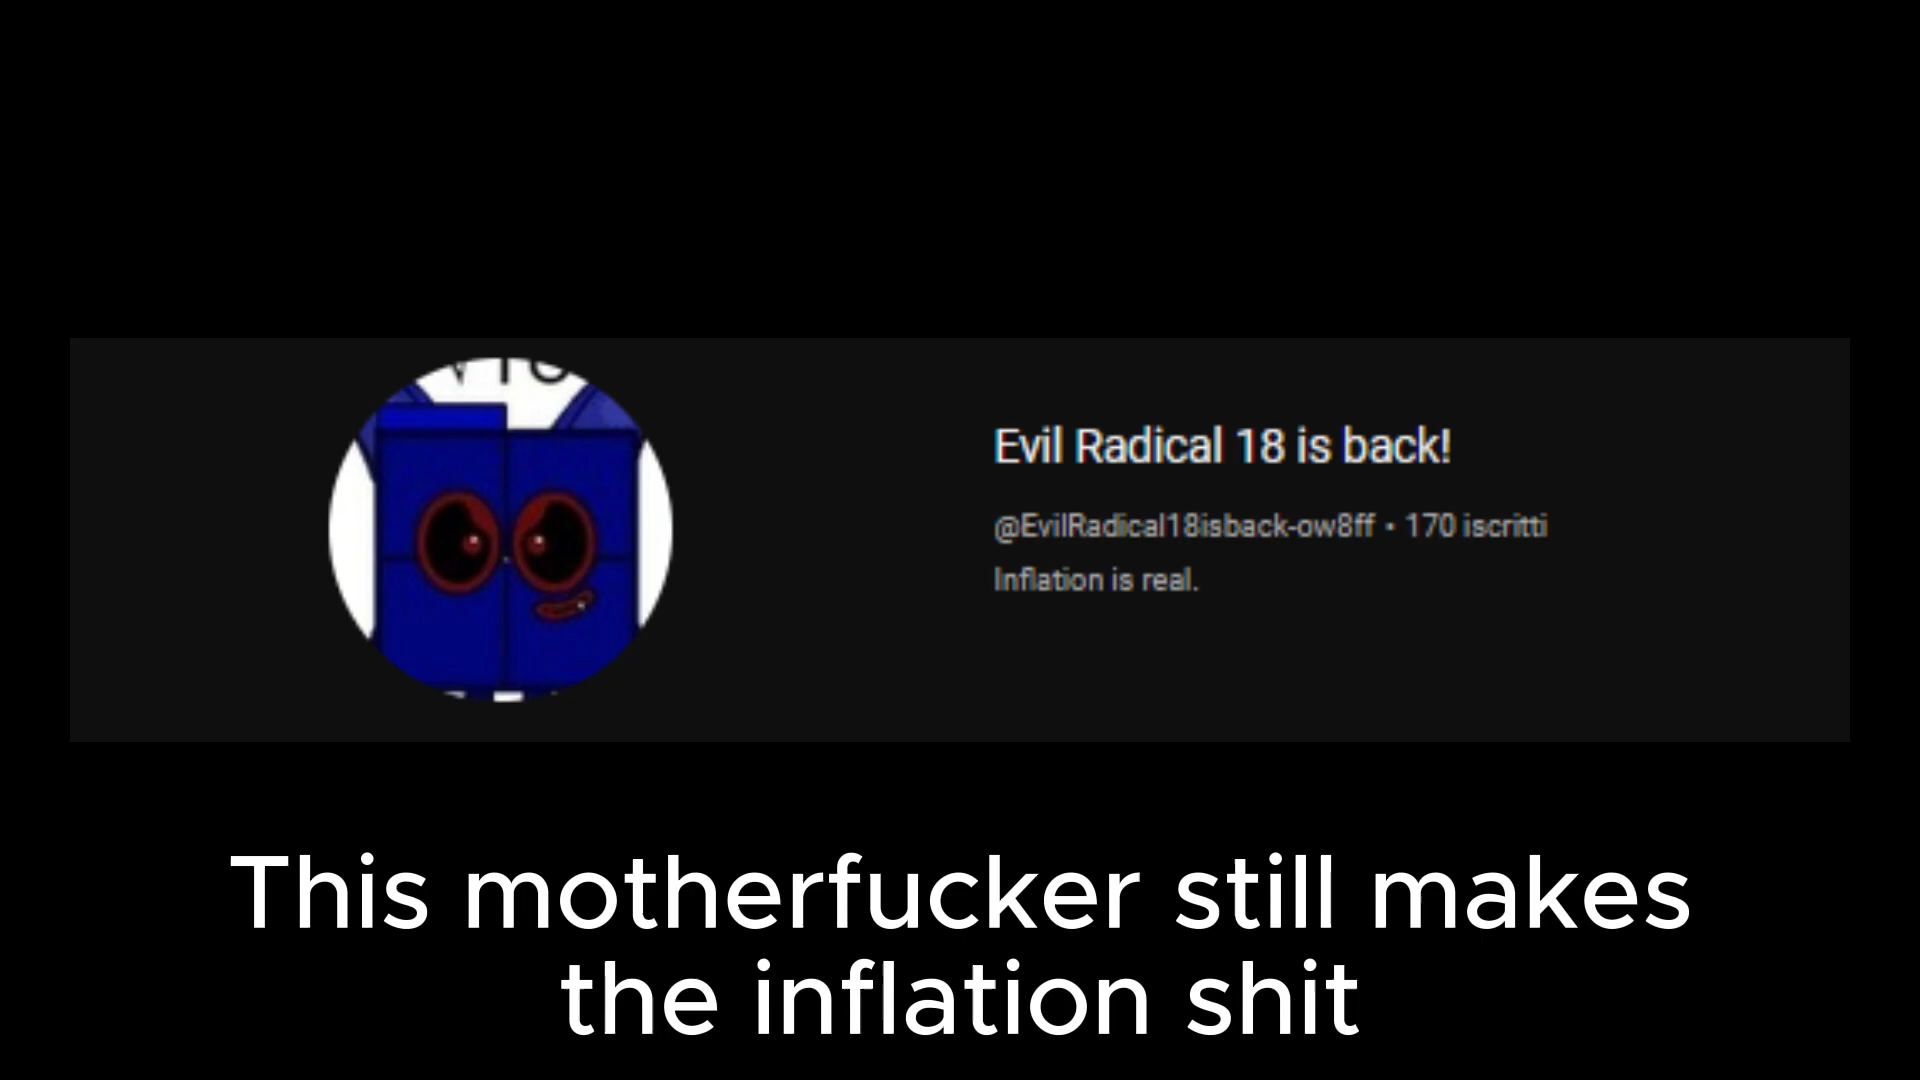 Evil Radical 18 is back!
@EvilRadical18isback-ow8ff • 170 iscritti
Inflation is real.
This motherfucker still makes
the inflation shit